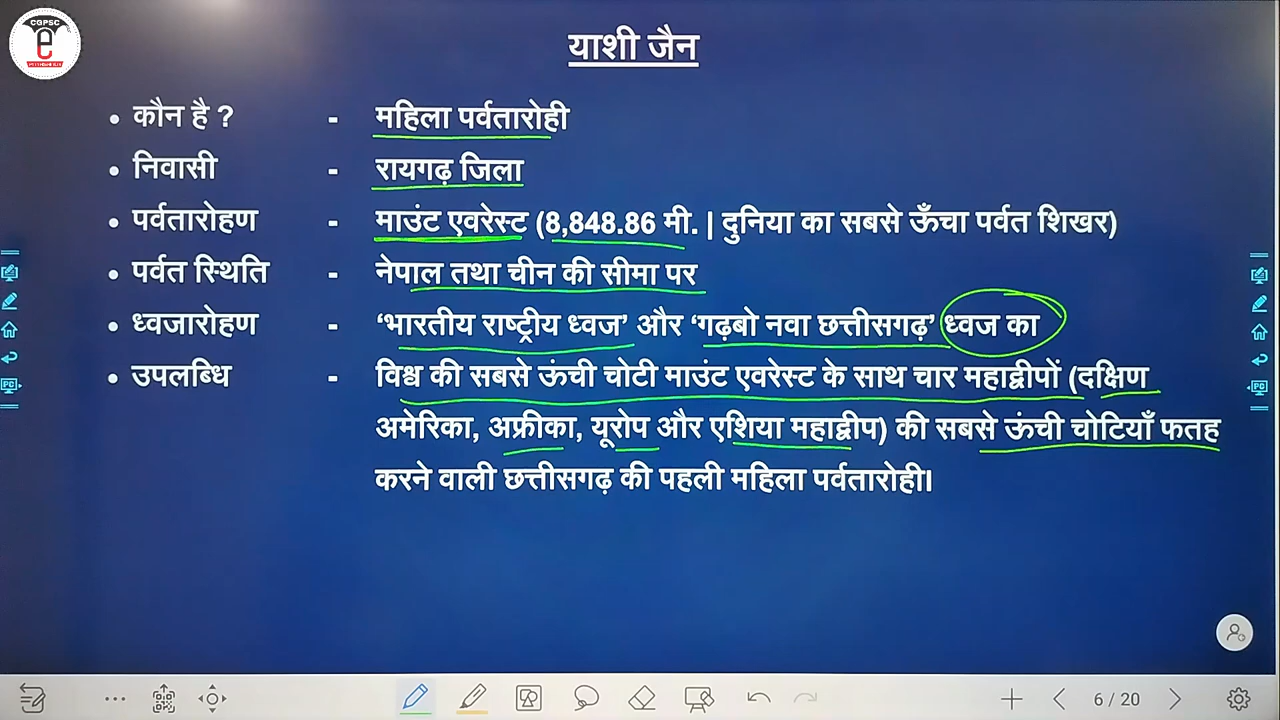 CGPSC
e
याशी जैन
• कौन है ? - महिला पर्वतारोही
• निवासी - रायगढ़ जिला
• पर्वतारोहण - माउंट एवरेस्ट (8,848.86 मी. | दुनिया का सबसे ऊँचा पर्वत शिखर)
• पर्वत स्थिति - नेपाल तथा चीन की सीमा पर
• ध्वजारोहण - ‘भारतीय राष्ट्रीय ध्वज’ और ‘गढ़बो नवा छत्तीसगढ़’ ध्वज का
• उपलब्धि - विश्व की सबसे ऊंची चोटी माउंट एवरेस्ट के साथ चार महाद्वीपों (दक्षिण
अमेरिका, अफ्रीका, यूरोप और एशिया महाद्वीप) की सबसे ऊंची चोटियाँ फतह
करने वाली छत्तीसगढ़ की पहली महिला पर्वतारोही।
PC PC
6 / 20